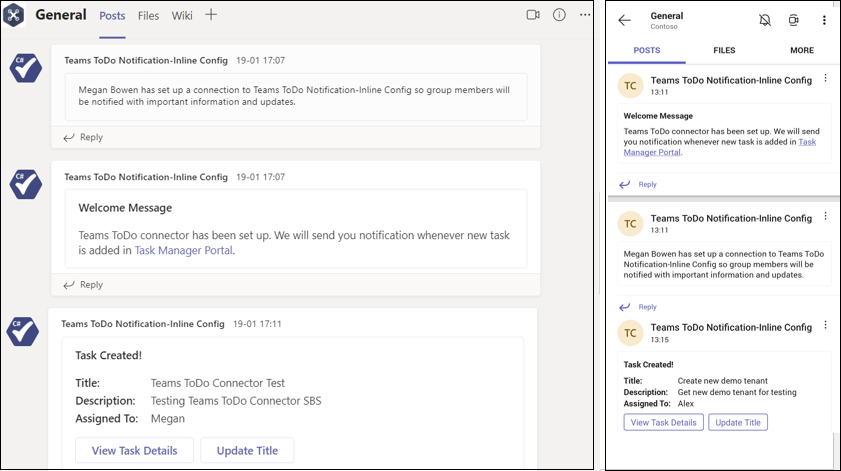 General Posts Files Wiki
C#
Teams ToDo Notification-Inline Config 19-01 17:07
Megan Bowen has set up a connection to Teams ToDo Notification-Inline Config so group members will
be notified with important information and updates.
Reply
C#
Teams ToDo Notification-Inline Config 19-01 17:07
Welcome Message
Teams ToDo connector has been set up. We will send you notification whenever new task
is added in Task Manager Portal.
Reply
C#
Teams ToDo Notification-Inline Config 19-01 17:11
Task Created!
Title: Teams ToDo Connector Test
Description: Testing Teams ToDo Connector SBS
Assigned To: Megan
View Task Details Update Title
General
Contoso
POSTS FILES MORE
TC
Teams ToDo Notification-Inline Config
13:11
Welcome Message
Teams ToDo connector has been set up. We will send
you notification whenever new task is added in Task
Manager Portal.
Reply
TC
Teams ToDo Notification-Inline Config
13:11
Megan Bowen has set up a connection to Teams ToDo
Notification-Inline Config so group members will be
notified with important information and updates.
Reply
TC
Teams ToDo Notification-Inline Config
13:15
Task Created!
Title: Create new demo tenant
Description: Get new demo tenant for testing
Assigned To: Alex
View Task Details Update Title